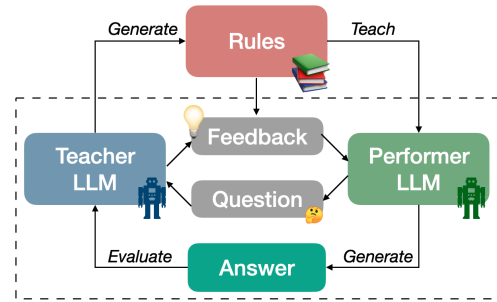 Generate
Rules
Teach
Teacher
LLM
Feedback
Question
Performer
LLM
Evaluate
Answer
Generate